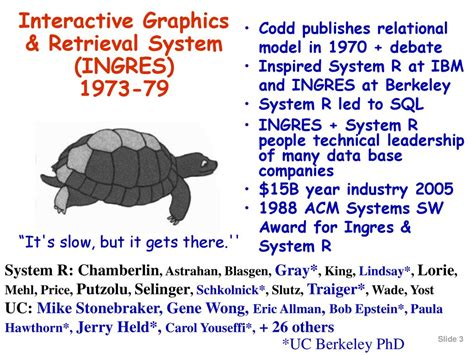 Interactive Graphics
& Retrieval System
(INGRES)
1973-79
• Codd publishes relational
model in 1970 + debate
• Inspired System R at IBM
and INGRES at Berkeley
• System R led to SQL
• INGRES + System R
people technical leadership
of many data base
companies
• $15B year industry 2005
• 1988 ACM Systems SW
Award for Ingres &
System R
“It's slow, but it gets there.''
System R: Chamberlin, Astrahan, Blasgen, Gray*, King, Lindsay*, Lorie,
Mehl, Price, Putzolu, Selinger, Schkolnick*, Slutz, Traiger*, Wade, Yost
UC: Mike Stonebraker, Gene Wong, Eric Allman, Bob Epstein*, Paula
Hawthorn*, Jerry Held*, Carol Youseffi*, + 26 others
*UC Berkeley PhD
Slide 3